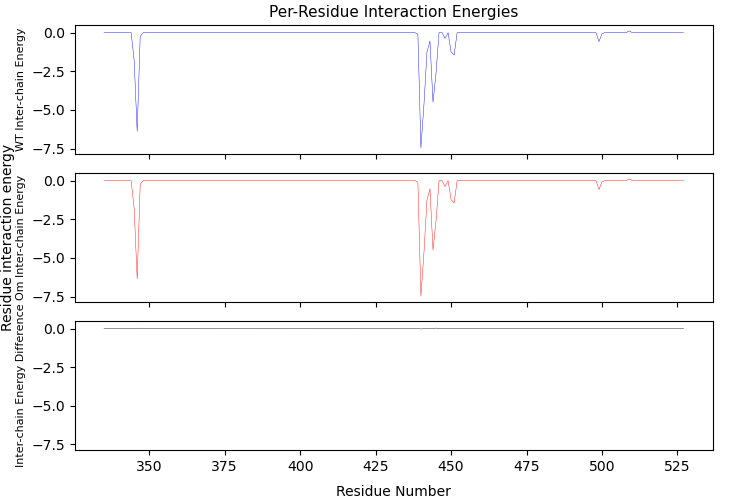 Per-Residue Interaction Energies
WT Inter-chain Energy
0.0
−2.5
−5.0
−7.5
Residue interaction energy
Om Inter-chain Energy
0.0
−2.5
−5.0
−7.5
Inter-chain Energy Difference
0.0
−2.5
−5.0
−7.5
350 375 400 425 450 475 500 525
Residue Number